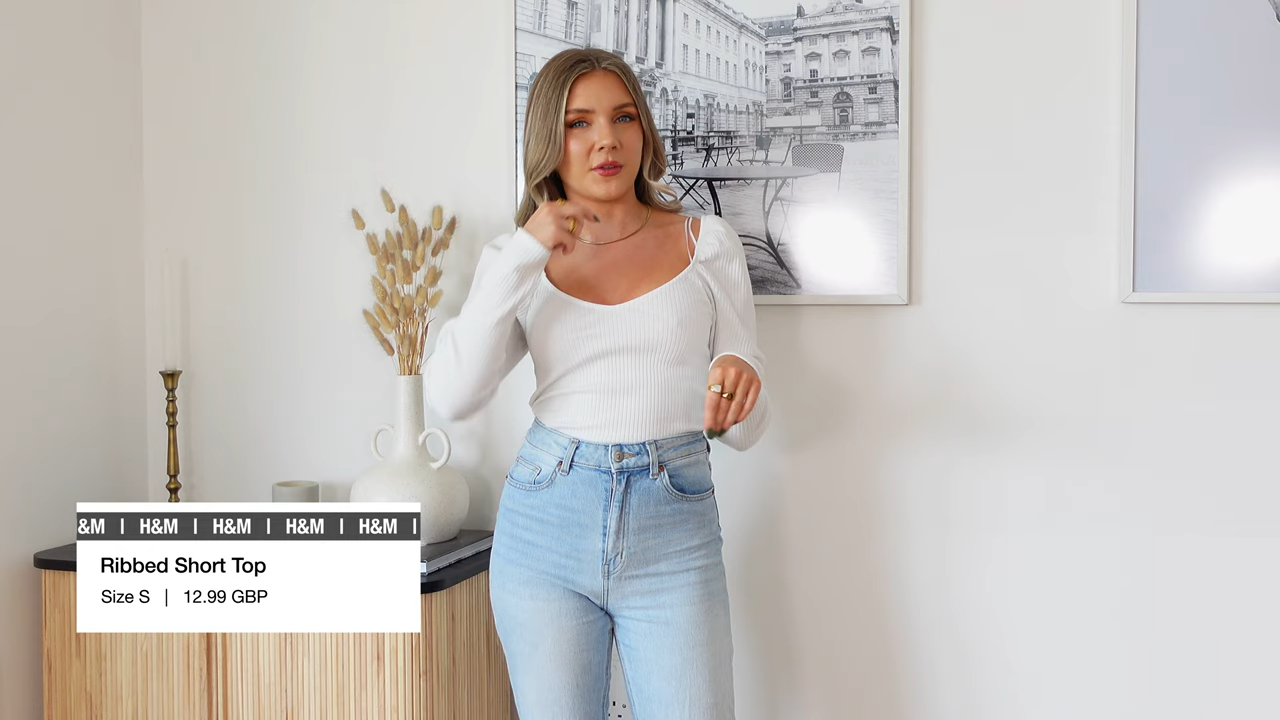 &M | H&M | H&M | H&M | H&M |
Ribbed Short Top
Size S | 12.99 GBP